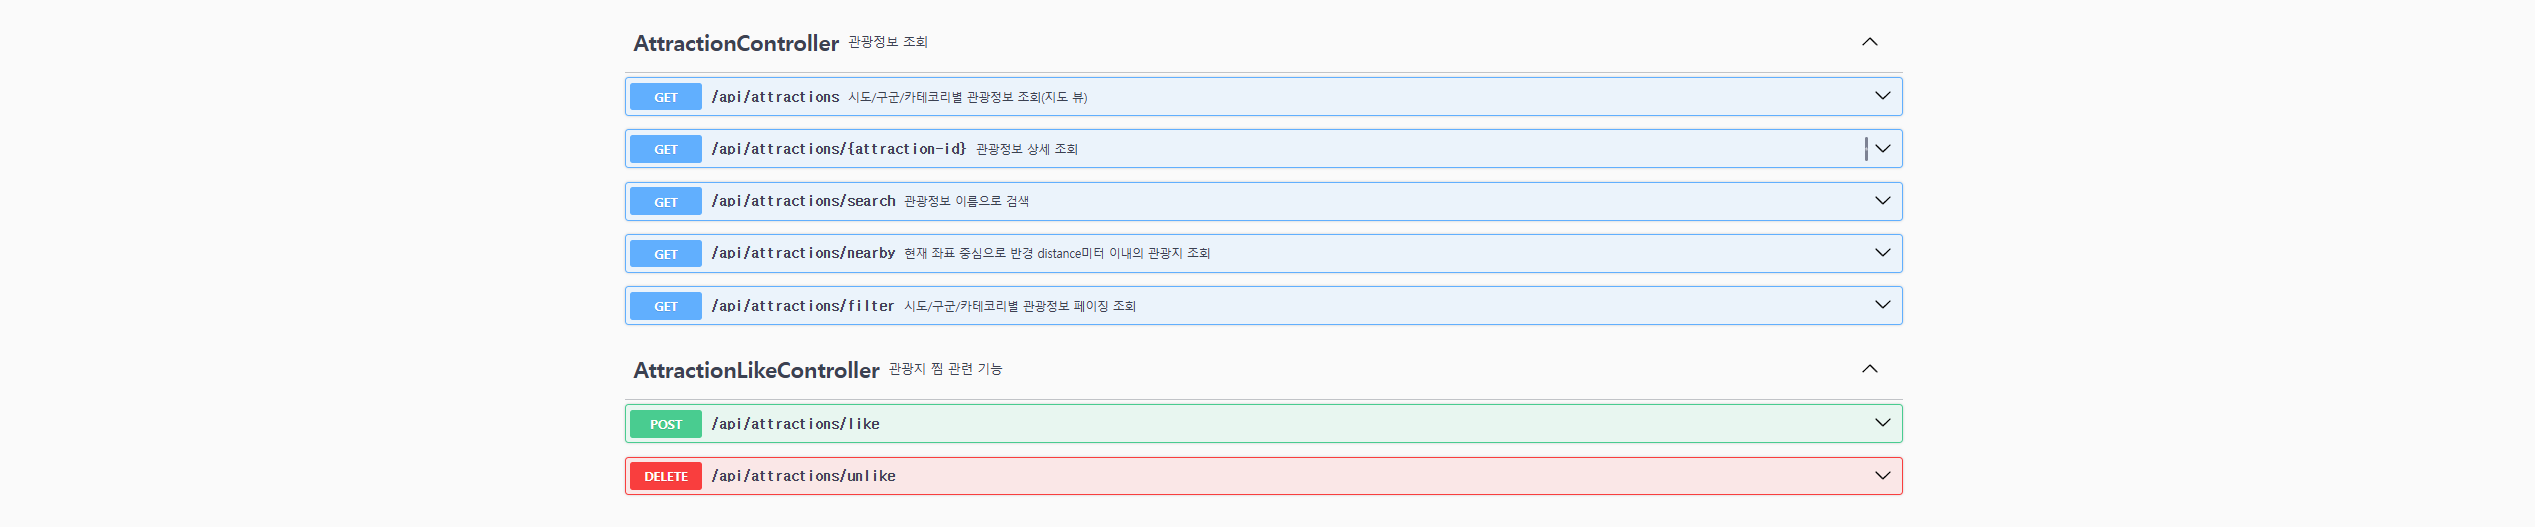 AttractionController 관광정보 조회
GET /api/attractions 시도/구군/카테코리별 관광정보 조회(지도 뷰)
GET /api/attractions/{attraction-id} 관광정보 상세 조회
GET /api/attractions/search 관광정보 이름으로 검색
GET /api/attractions/nearby 현재 좌표 중심으로 반경 distance미터 이내의 관광지 조회
GET /api/attractions/filter 시도/구군/카테코리별 관광정보 페이징 조회
AttractionLikeController 관광지 찜 관련 기능
POST /api/attractions/like
DELETE /api/attractions/unlike